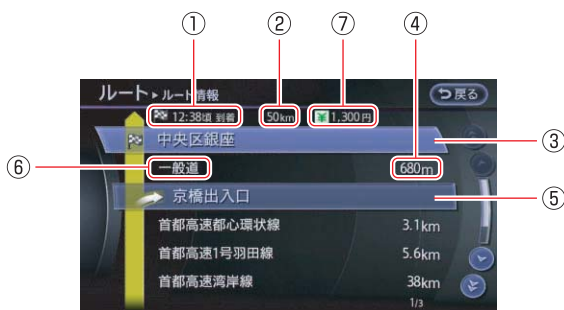 ① ② ⑦ ④
ルート ▸ ルート情報 戻る
12:38頃 到着 50km ¥ 1,300円
中央区銀座 ③
⑥ 一般道 680m
京橋出入口 ⑤
首都高速都心環状線 3.1km
首都高速1号羽田線 5.6km
首都高速湾岸線 38km
1/3